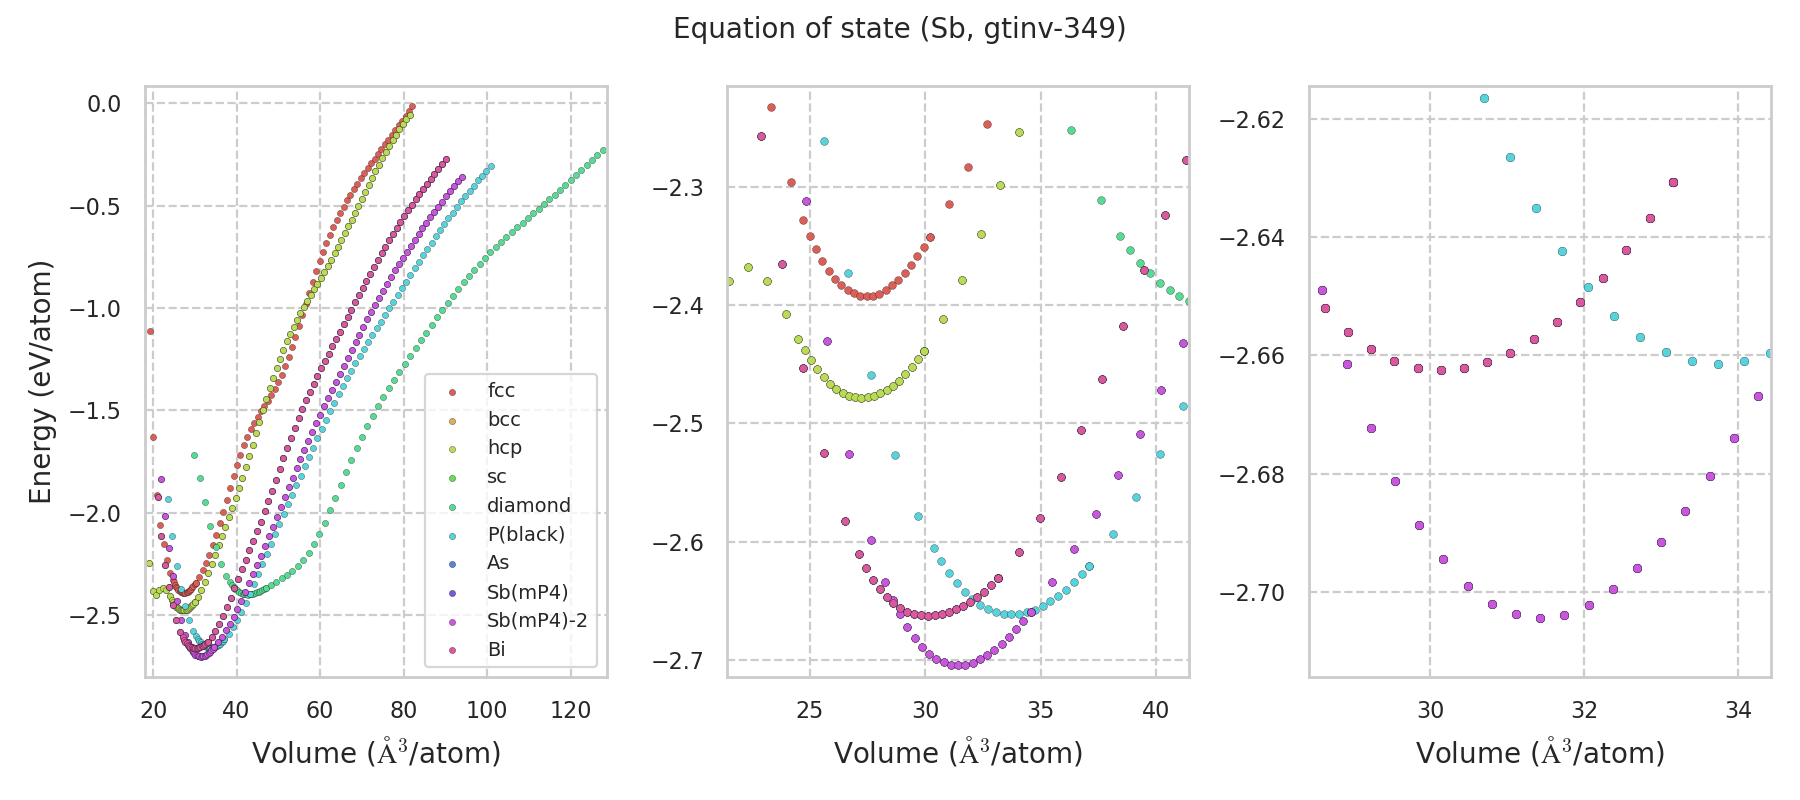 Equation of state (Sb, gtinv-349)
Energy (eV/atom)
0.0
−0.5
−1.0
−1.5
−2.0
−2.5
20 40 60 80 100 120
Volume (Å³/atom)
fcc
bcc
hcp
sc
diamond
P(black)
As
Sb(mP4)
Sb(mP4)-2
Bi
−2.3
−2.4
−2.5
−2.6
−2.7
25 30 35 40
Volume (Å³/atom)
−2.62
−2.64
−2.66
−2.68
−2.70
30 32 34
Volume (Å³/atom)